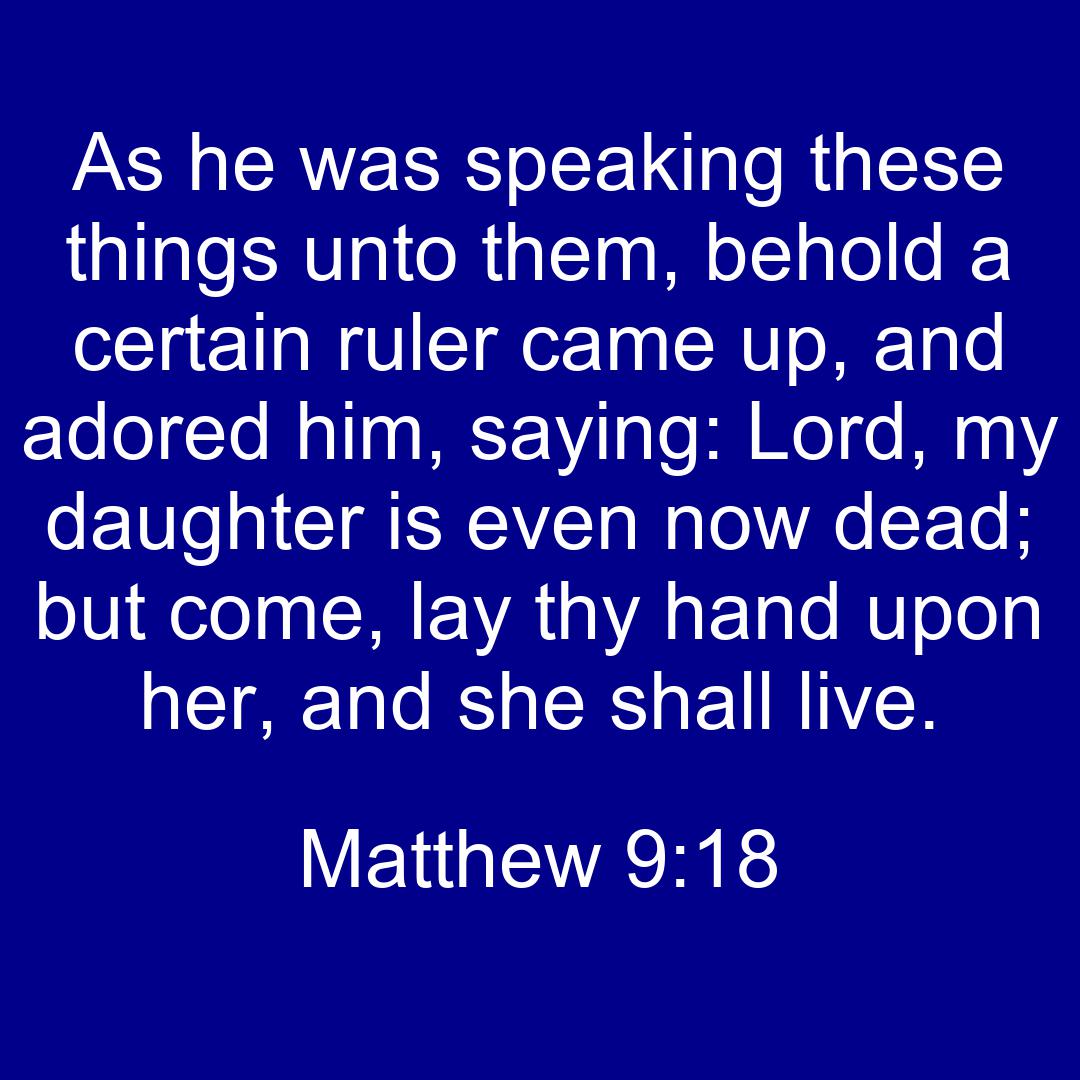 As he was speaking these
things unto them, behold a
certain ruler came up, and
adored him, saying: Lord, my
daughter is even now dead;
but come, lay thy hand upon
her, and she shall live.
Matthew 9:18